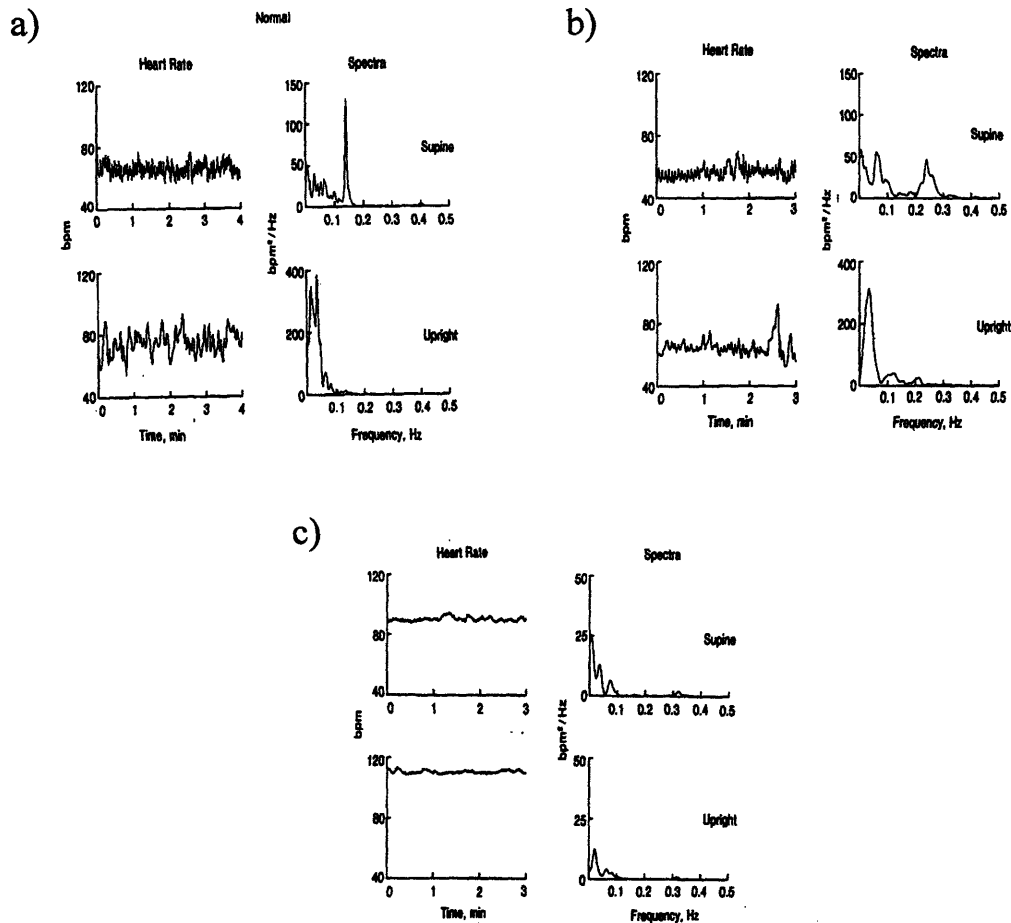 a)
Normal
Heart Rate
Spectra
120
80
40
bpm
0 1 2 3 4
150
100
50
0
bpm²/Hz
0.1 0.2 0.3 0.4 0.5
Supine
120
80
40
0 1 2 3 4
Time, min
400
200
0
0.1 0.2 0.3 0.4 0.5
Frequency, Hz
Upright
b)
Heart Rate
Spectra
120
80
40
bpm
0 1 2 3
150
100
50
0
bpm²/Hz
0.1 0.2 0.3 0.4 0.5
Supine
120
80
40
0 1 2 3
Time, min
400
200
0
0.1 0.2 0.3 0.4 0.5
Frequency, Hz
Upright
c)
Heart Rate
Spectra
120
80
40
bpm
0 1 2 3
50
25
0
bpm²/Hz
0.1 0.2 0.3 0.4 0.5
Supine
120
80
40
0 1 2 3
Time, min
50
25
0
0.1 0.2 0.3 0.4 0.5
Frequency, Hz
Upright